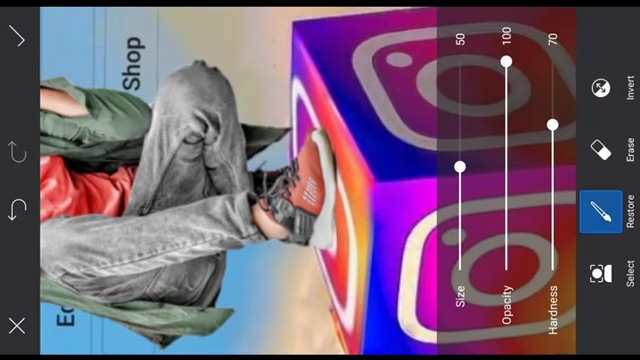 Shop
Size 50
Opacity 100
Hardness 70
Select Restore Erase Invert